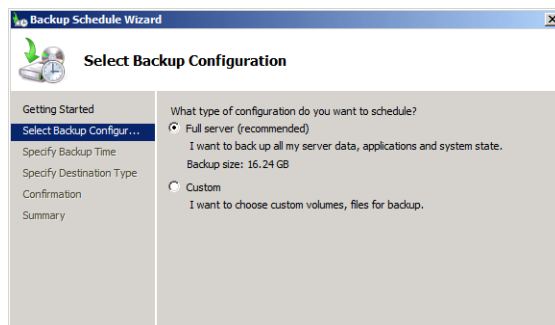 Backup Schedule Wizard
Select Backup Configuration
Getting Started
Select Backup Configur...
Specify Backup Time
Specify Destination Type
Confirmation
Summary
What type of configuration do you want to schedule?
Full server (recommended)
I want to back up all my server data, applications and system state.
Backup size: 16.24 GB
Custom
I want to choose custom volumes, files for backup.